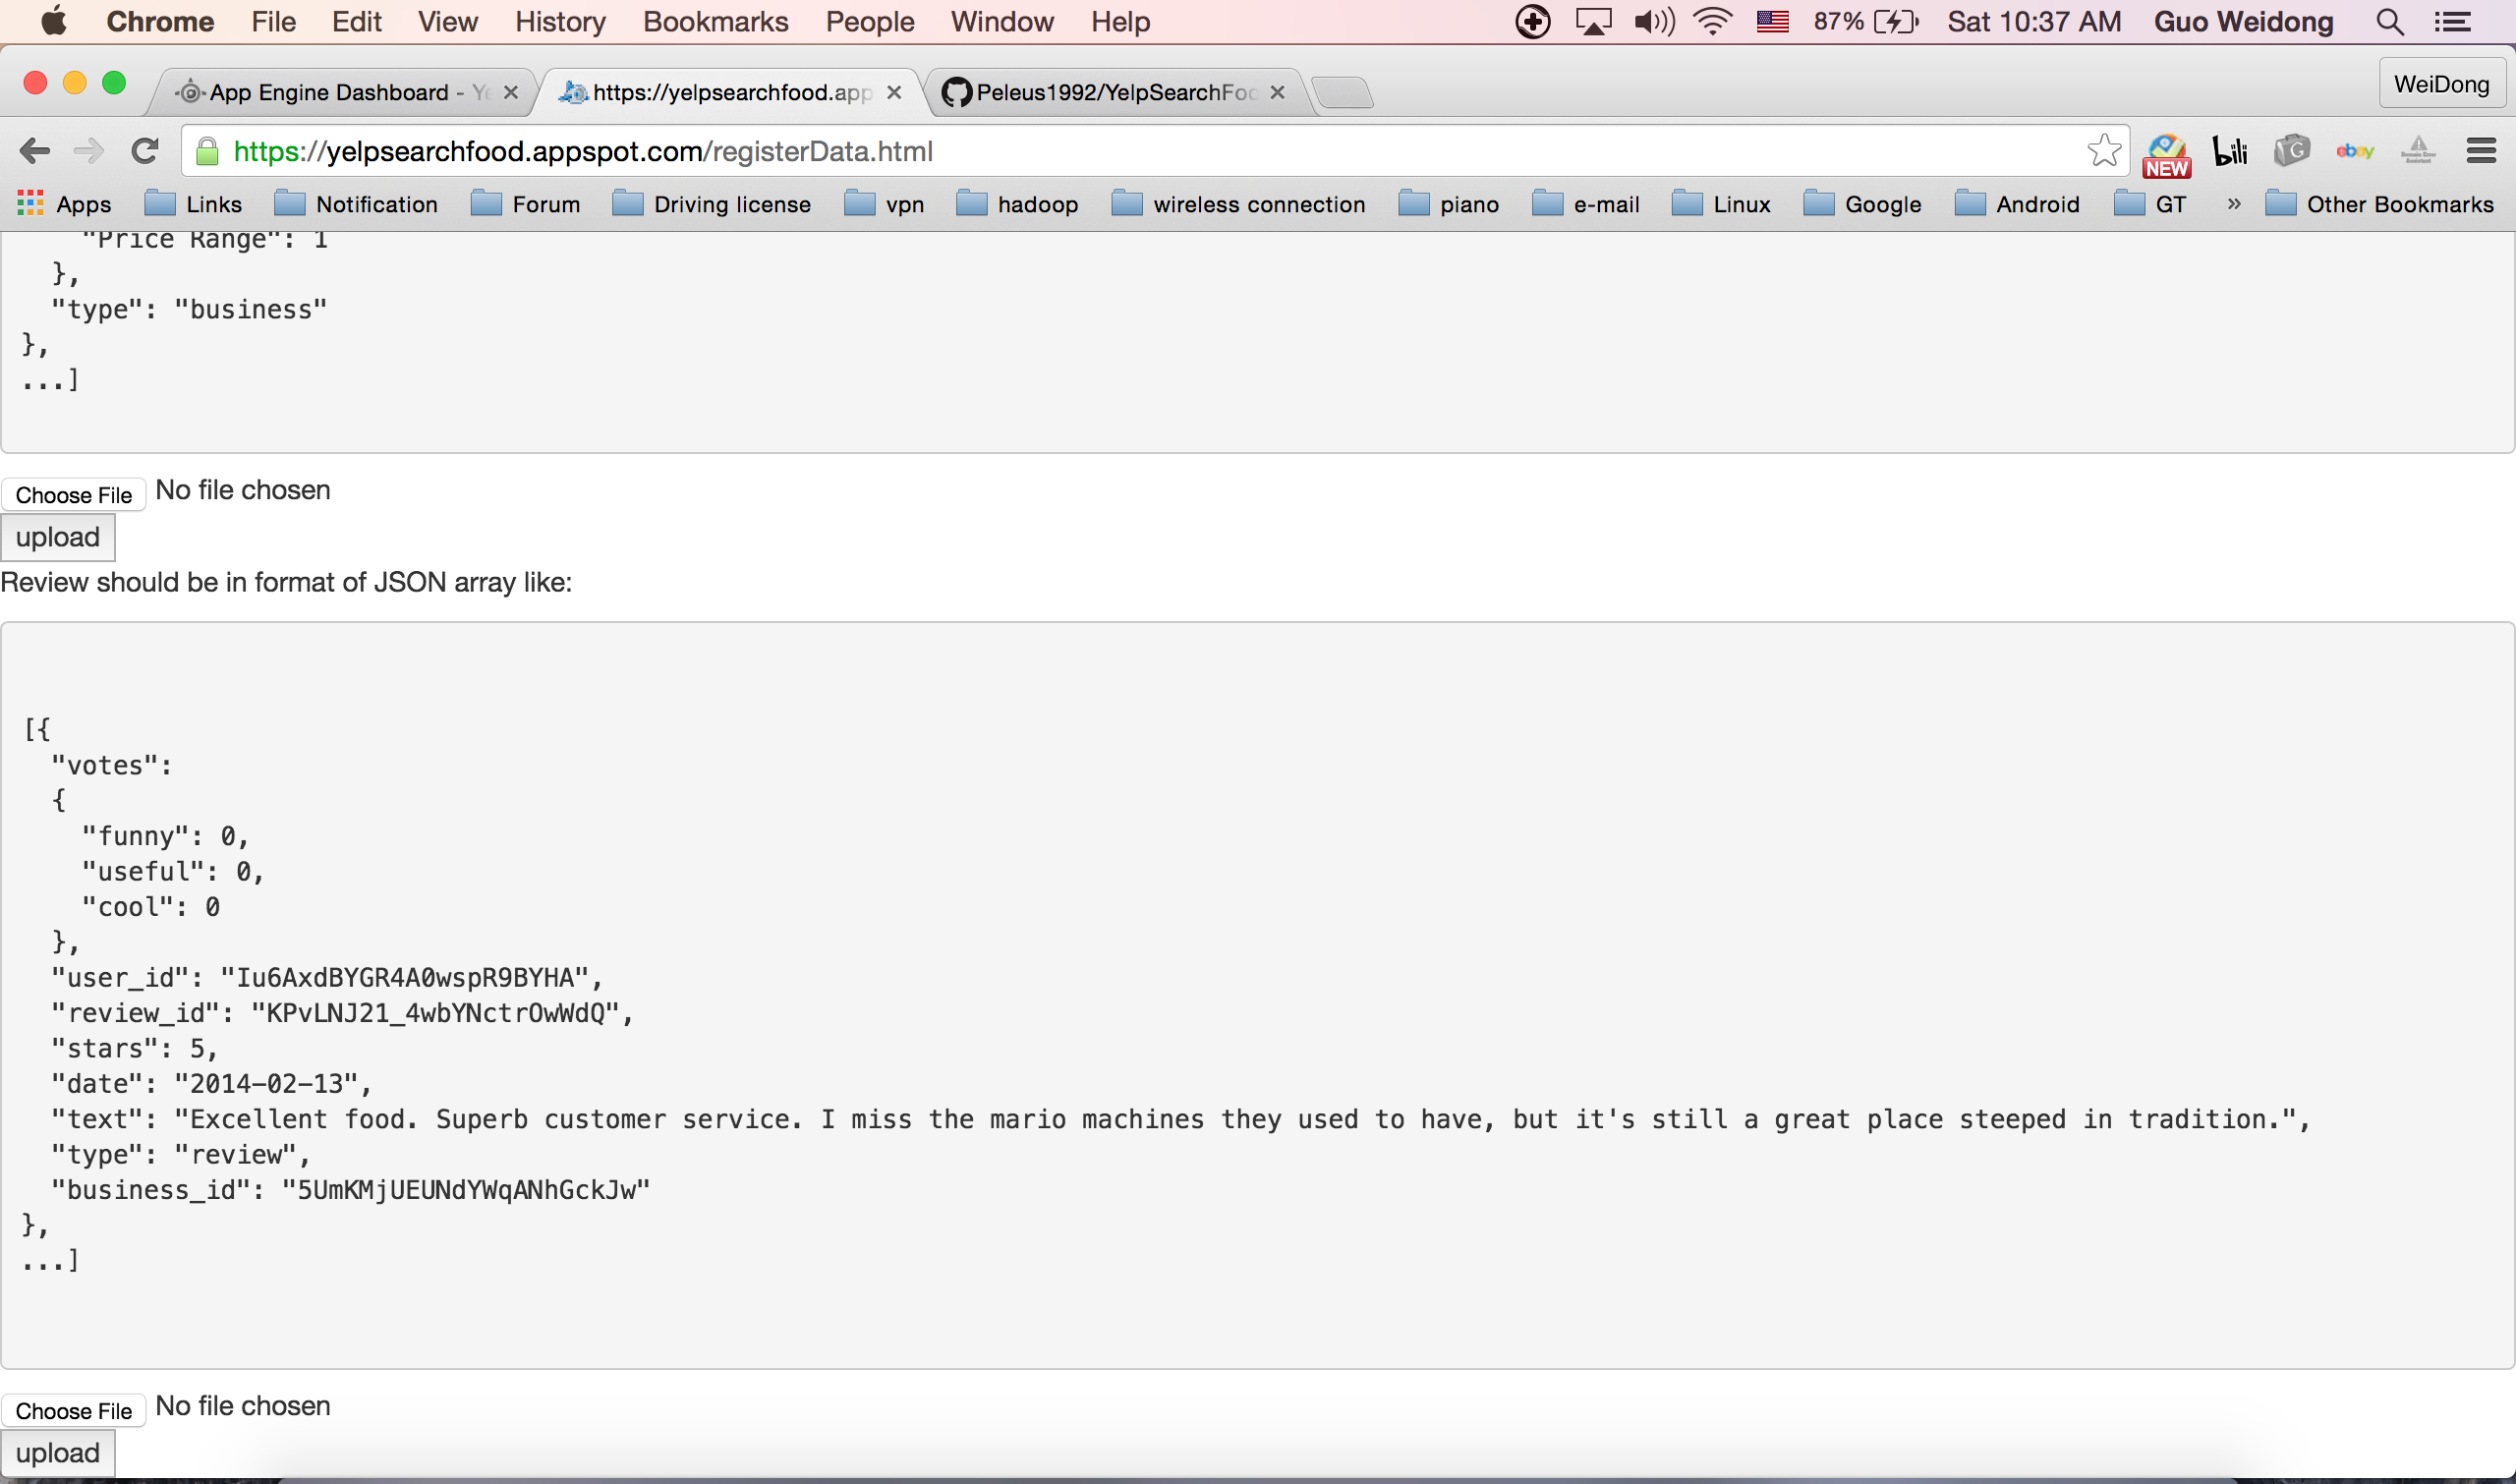 Chrome File Edit View History Bookmarks People Window Help 87% Sat 10:37 AM Guo Weidong
App Engine Dashboard - Ye https://yelpsearchfood.app Peleus1992/YelpSearchFoo WeiDong
https://yelpsearchfood.appspot.com/registerData.html NEW bili G ebay
Apps Links Notification Forum Driving license vpn hadoop wireless connection piano e-mail Linux Google Android GT » Other Bookmarks
"Price Range": 1
},
"type": "business"
},
...]
Choose File No file chosen
upload
Review should be in format of JSON array like:
[{
"votes":
{
"funny": 0,
"useful": 0,
"cool": 0
},
"user_id": "Iu6AxdBYGR4A0wspR9BYHA",
"review_id": "KPvLNJ21_4wbYNctrOwWdQ",
"stars": 5,
"date": "2014-02-13",
"text": "Excellent food. Superb customer service. I miss the mario machines they used to have, but it's still a great place steeped in tradition.",
"type": "review",
"business_id": "5UmKMjUEUNdYWqANhGckJw"
},
...]
Choose File No file chosen
upload